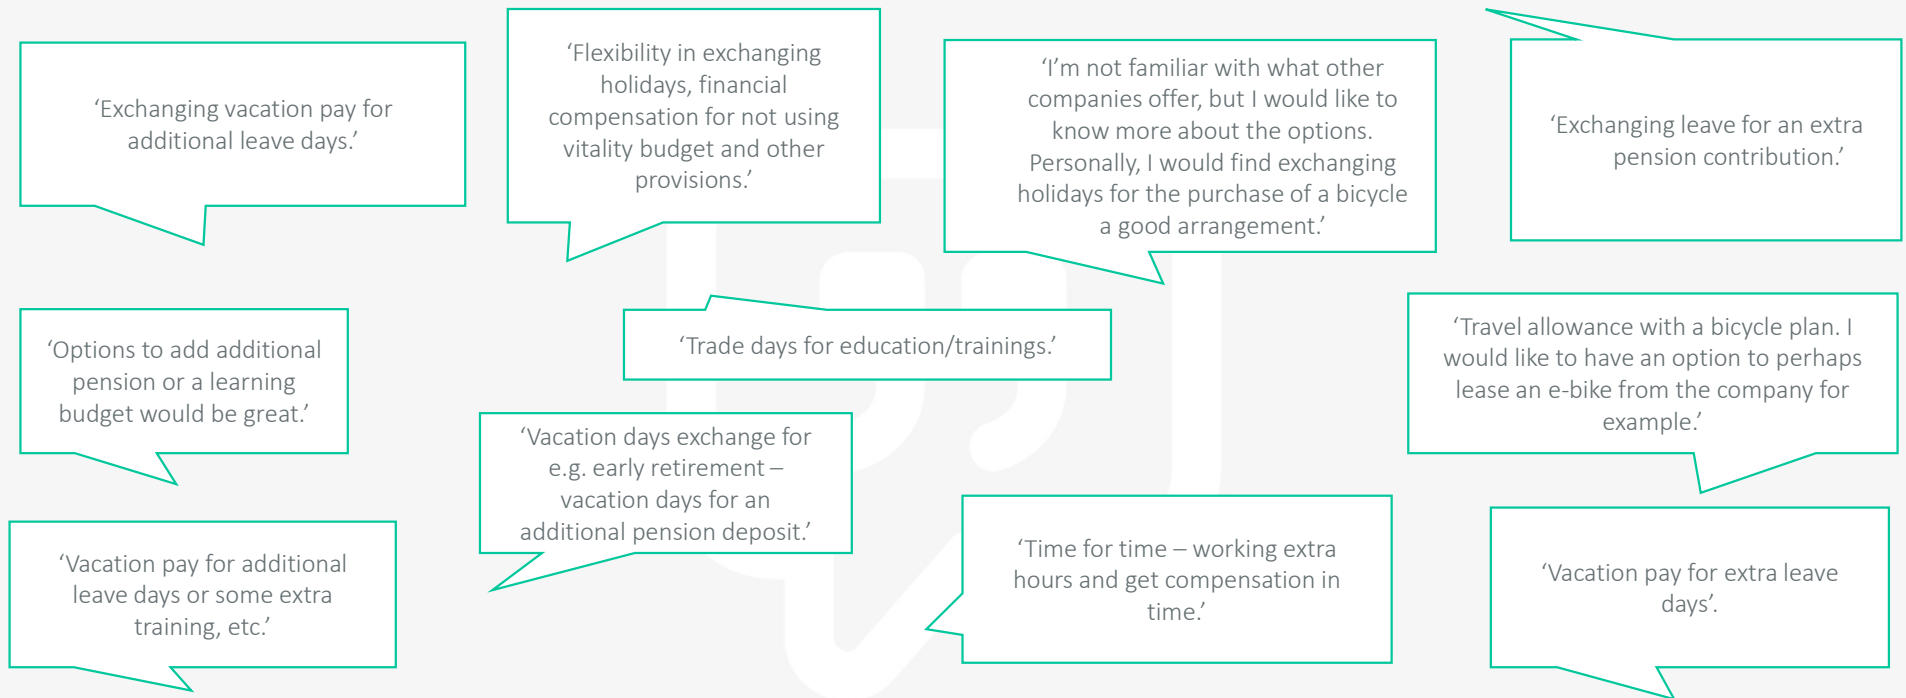 ‘Exchanging vacation pay for
additional leave days.’
‘Flexibility in exchanging
holidays, financial
compensation for not using
vitality budget and other
provisions.’
‘I’m not familiar with what other
companies offer, but I would like to
know more about the options.
Personally, I would find exchanging
holidays for the purchase of a bicycle
a good arrangement.’
‘Exchanging leave for an extra
pension contribution.’
‘Options to add additional
pension or a learning
budget would be great.’
‘Trade days for education/trainings.’
‘Travel allowance with a bicycle plan. I
would like to have an option to perhaps
lease an e-bike from the company for
example.’
‘Vacation days exchange for
e.g. early retirement –
vacation days for an
additional pension deposit.’
‘Vacation pay for additional
leave days or some extra
training, etc.’
‘Time for time – working extra
hours and get compensation in
time.’
‘Vacation pay for extra leave
days’.